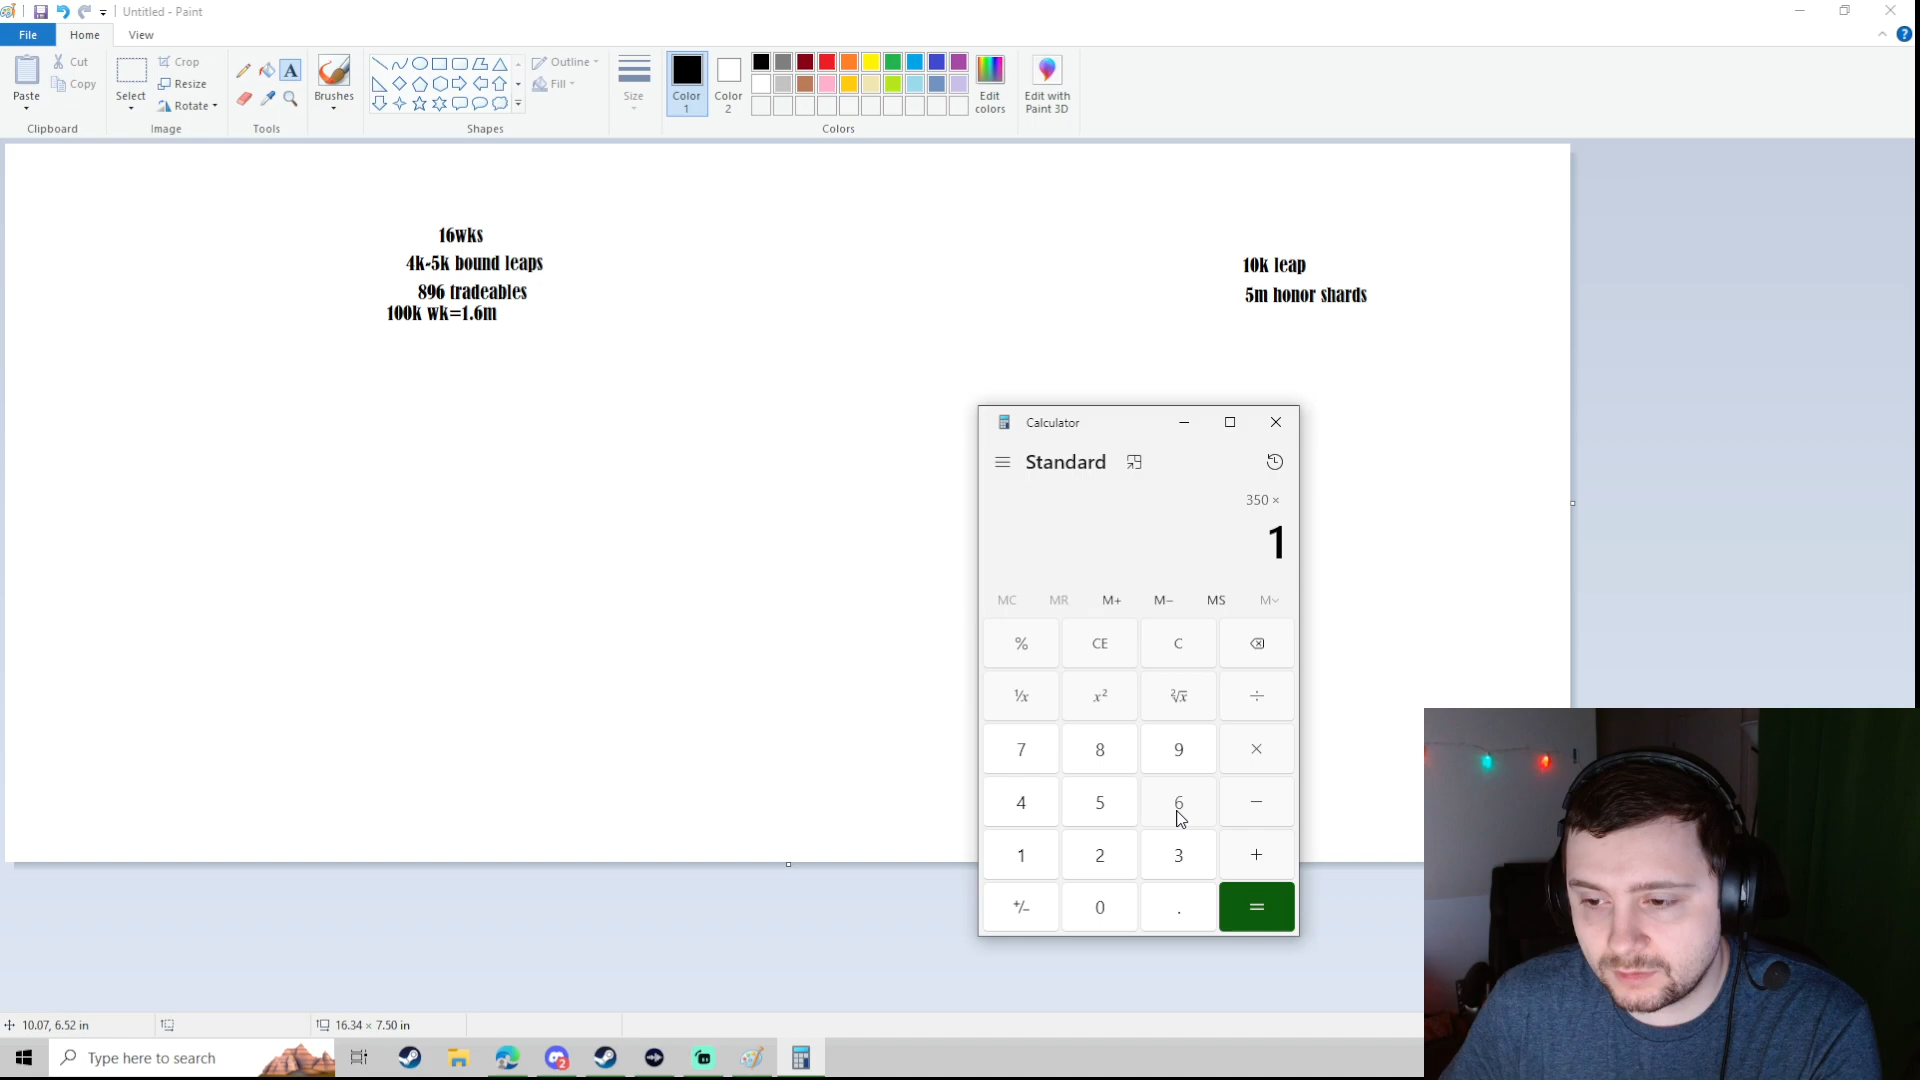 Untitled - Paint
File
Home
View
Paste
Cut
Copy
Clipboard
Select
Crop
Resize
Rotate
Image
A
Tools
Brushes
Outline
Fill
Shapes
Size
Color 1
Color 2
Edit colors
Colors
Edit with Paint 3D
16wks
4k-5k bound leaps
896 tradeables
100k wk=1.6m
10k leap
5m honor shards
Calculator
Standard
350 ×
1
MC MR M+ M− MS M
% CE C
⅟x x² ²√x ÷
7 8 9 ×
4 5 6 −
1 2 3 +
+/− 0 . =
10.07, 6.52 in
16.34 × 7.50 in
Type here to search
2